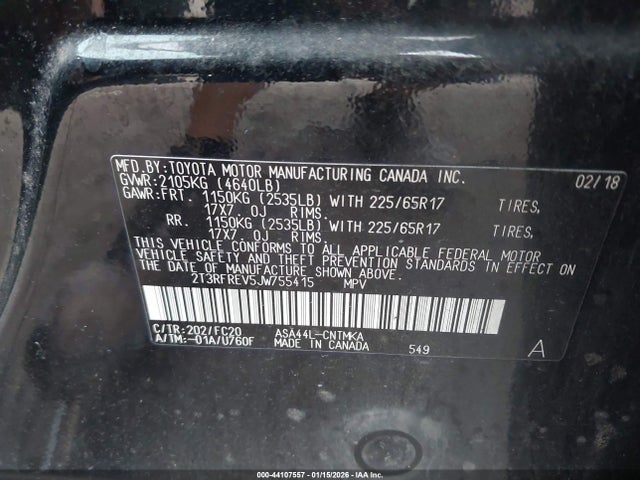 MFD.BY:TOYOTA MOTOR MANUFACTURING CANADA INC. 02/18
GVWR:2105KG (4640LB)
GAWR:FRT. 1150KG (2535LB) WITH 225/65R17 TIRES,
17X7.0J RIMS.
RR. 1150KG (2535LB) WITH 225/65R17 TIRES,
17X7.0J RIMS.
THIS VEHICLE CONFORMS TO ALL APPLICABLE FEDERAL MOTOR
VEHICLE SAFETY AND THEFT PREVENTION STANDARDS IN EFFECT ON
THE DATE OF MANUFACTURE SHOWN ABOVE.
2T3RFREV5JW755415 MPV
C/TR:202/FC20 ASA44L-CNTMKA
A/TM:-01A/U760F MADE IN CANADA 549 A
000-44107557 - 01/15/2026 - IAA Inc.